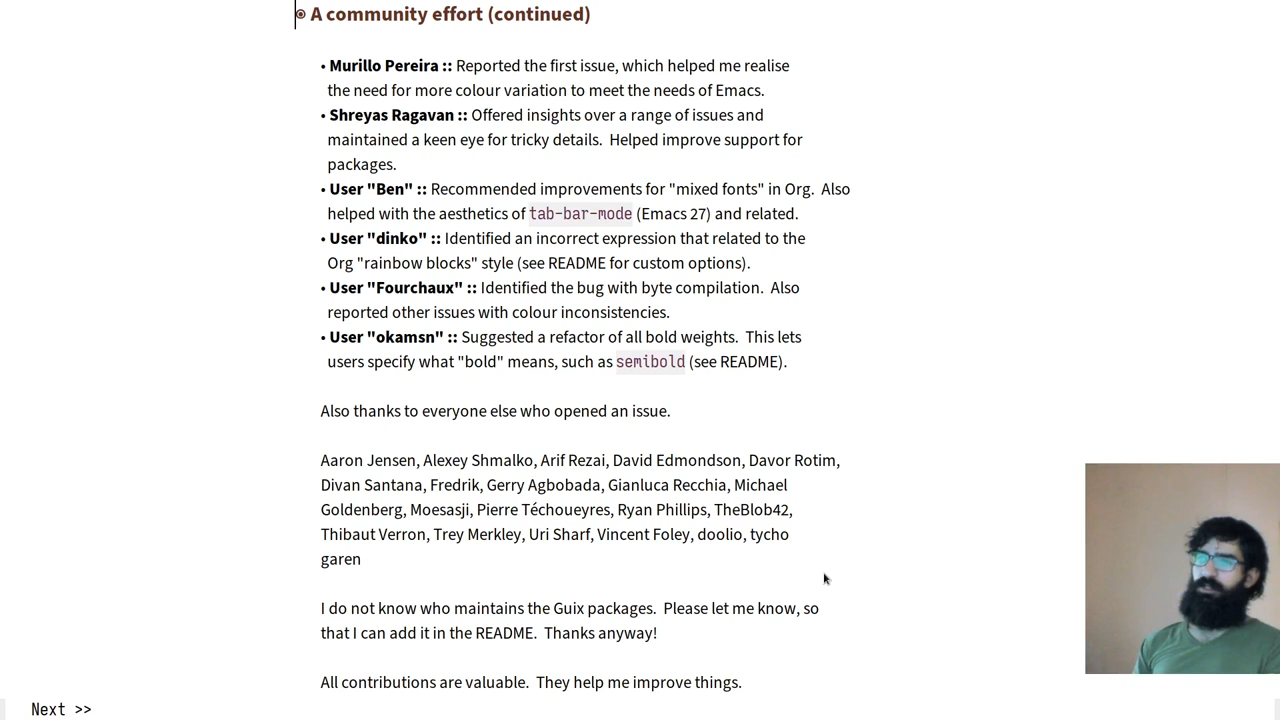 A community effort (continued)
• Murillo Pereira :: Reported the first issue, which helped me realise
the need for more colour variation to meet the needs of Emacs.
• Shreyas Ragavan :: Offered insights over a range of issues and
maintained a keen eye for tricky details.  Helped improve support for
packages.
• User "Ben" :: Recommended improvements for "mixed fonts" in Org.  Also
helped with the aesthetics of tab-bar-mode (Emacs 27) and related.
• User "dinko" :: Identified an incorrect expression that related to the
Org "rainbow blocks" style (see README for custom options).
• User "Fourchaux" :: Identified the bug with byte compilation.  Also
reported other issues with colour inconsistencies.
• User "okamsn" :: Suggested a refactor of all bold weights.  This lets
users specify what "bold" means, such as semibold (see README).
Also thanks to everyone else who opened an issue.
Aaron Jensen, Alexey Shmalko, Arif Rezai, David Edmondson, Davor Rotim,
Divan Santana, Fredrik, Gerry Agbobada, Gianluca Recchia, Michael
Goldenberg, Moesasji, Pierre Téchoueyres, Ryan Phillips, TheBlob42,
Thibaut Verron, Trey Merkley, Uri Sharf, Vincent Foley, doolio, tycho
garen
I do not know who maintains the Guix packages.  Please let me know, so
that I can add it in the README.  Thanks anyway!
All contributions are valuable.  They help me improve things.
Next >>